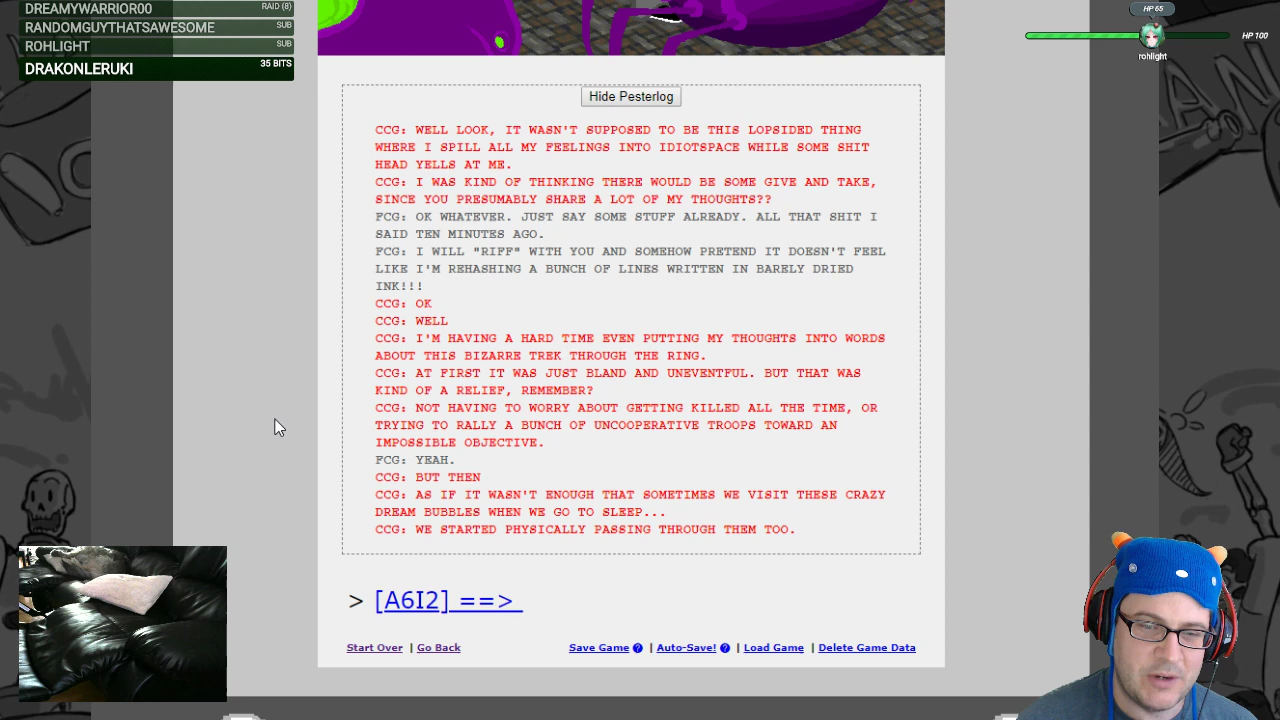 DREAMYWARRIOR00 RAID (8)
RANDOMGUYTHATSAWESOME SUB
ROHLIGHT SUB
DRAKONLERUKI 35 BITS
HP 65
HP 100
rohlight
Hide Pesterlog
CCG: WELL LOOK, IT WASN'T SUPPOSED TO BE THIS LOPSIDED THING
WHERE I SPILL ALL MY FEELINGS INTO IDIOTSPACE WHILE SOME SHIT
HEAD YELLS AT ME.
CCG: I WAS KIND OF THINKING THERE WOULD BE SOME GIVE AND TAKE,
SINCE YOU PRESUMABLY SHARE A LOT OF MY THOUGHTS??
FCG: OK WHATEVER. JUST SAY SOME STUFF ALREADY. ALL THAT SHIT I
SAID TEN MINUTES AGO.
FCG: I WILL "RIFF" WITH YOU AND SOMEHOW PRETEND IT DOESN'T FEEL
LIKE I'M REHASHING A BUNCH OF LINES WRITTEN IN BARELY DRIED
INK!!!
CCG: OK
CCG: WELL
CCG: I'M HAVING A HARD TIME EVEN PUTTING MY THOUGHTS INTO WORDS
ABOUT THIS BIZARRE TREK THROUGH THE RING.
CCG: AT FIRST IT WAS JUST BLAND AND UNEVENTFUL. BUT THAT WAS
KIND OF A RELIEF, REMEMBER?
CCG: NOT HAVING TO WORRY ABOUT GETTING KILLED ALL THE TIME, OR
TRYING TO RALLY A BUNCH OF UNCOOPERATIVE TROOPS TOWARD AN
IMPOSSIBLE OBJECTIVE.
FCG: YEAH.
CCG: BUT THEN
CCG: AS IF IT WASN'T ENOUGH THAT SOMETIMES WE VISIT THESE CRAZY
DREAM BUBBLES WHEN WE GO TO SLEEP...
CCG: WE STARTED PHYSICALLY PASSING THROUGH THEM TOO.
> [A6I2] ==>
Start Over | Go Back Save Game ? | Auto-Save! ? | Load Game | Delete Game Data